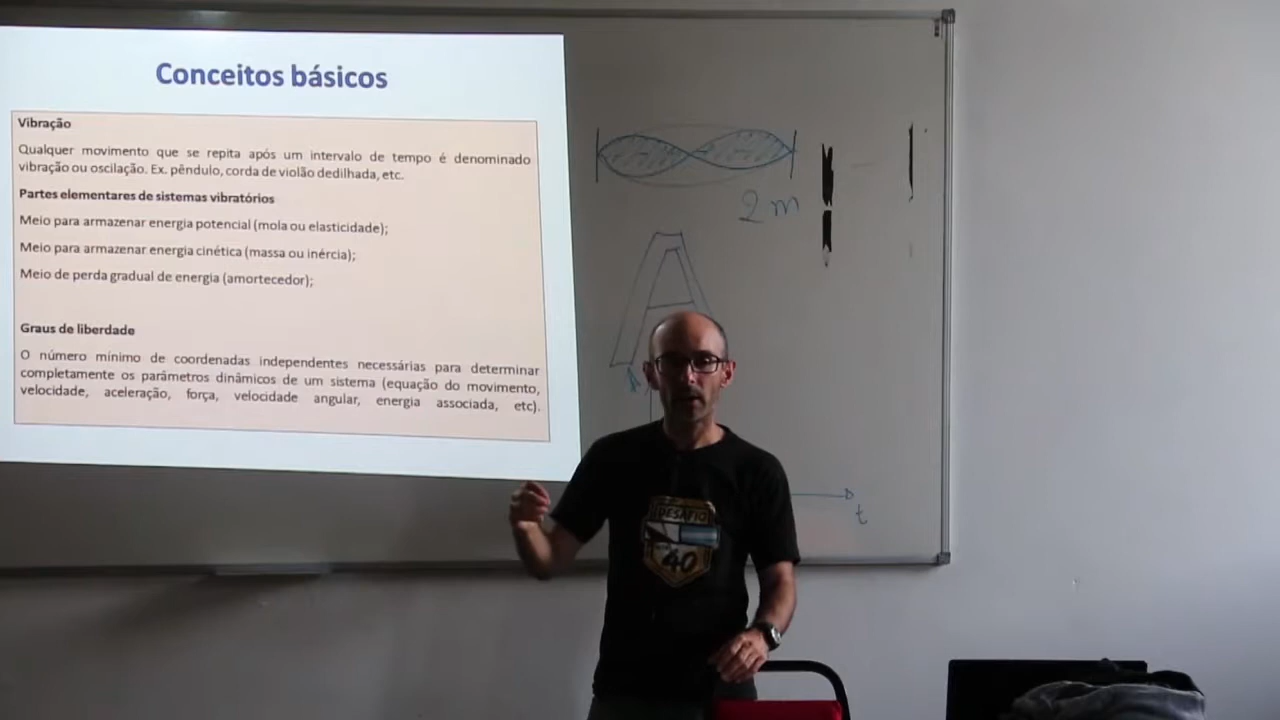 Conceitos básicos
Vibração
Qualquer movimento que se repita após um intervalo de tempo é denominado
vibração ou oscilação. Ex. pêndulo, corda de violão dedilhada, etc.
Partes elementares de sistemas vibratórios
Meio para armazenar energia potencial (mola ou elasticidade);
Meio para armazenar energia cinética (massa ou inércia);
Meio de perda gradual de energia (amortecedor);
Graus de liberdade
O número mínimo de coordenadas independentes necessárias para determinar
completamente os parâmetros dinâmicos de um sistema (equação do movimento,
velocidade, aceleração, força, velocidade angular, energia associada, etc).
2 m
A
t
DESAFIO
40